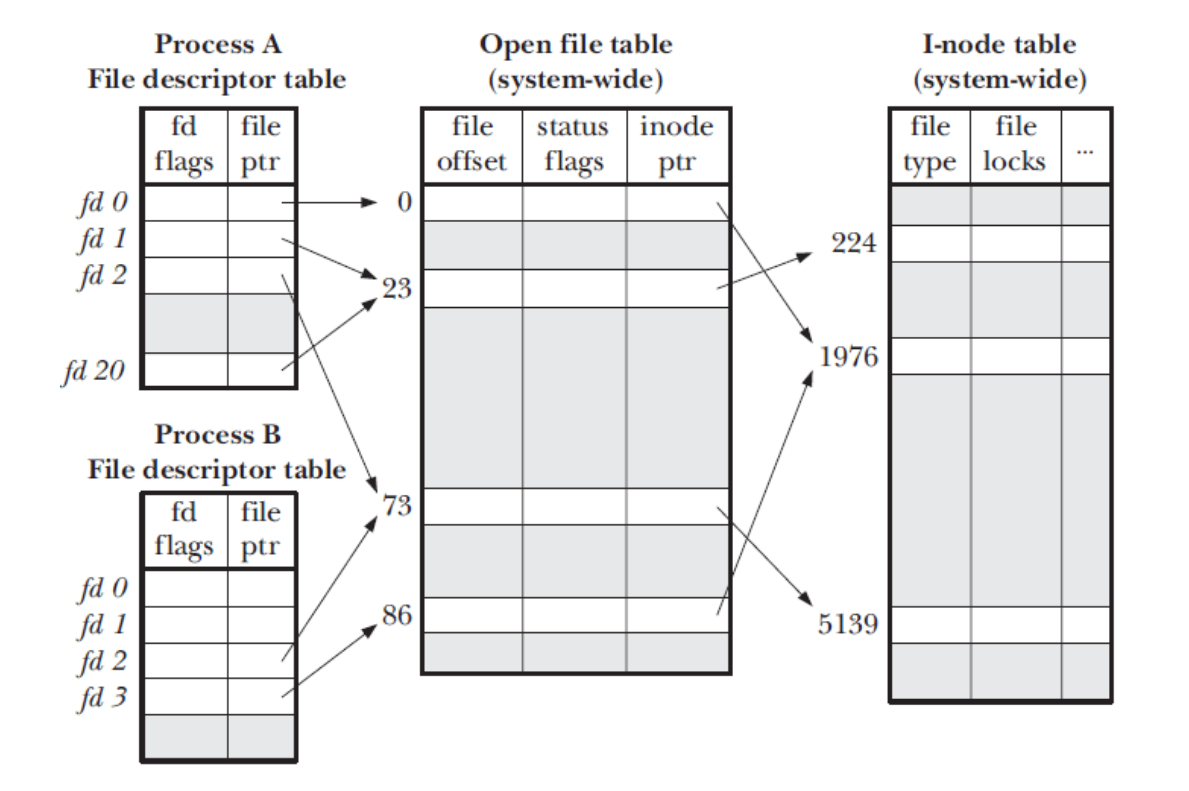 Process A
File descriptor table
fd file
flags ptr
fd 0
fd 1
fd 2
fd 20
Process B
File descriptor table
fd file
flags ptr
fd 0
fd 1
fd 2
fd 3
Open file table
(system-wide)
file status inode
offset flags ptr
0
23
73
86
I-node table
(system-wide)
file file
type locks ...
224
1976
5139